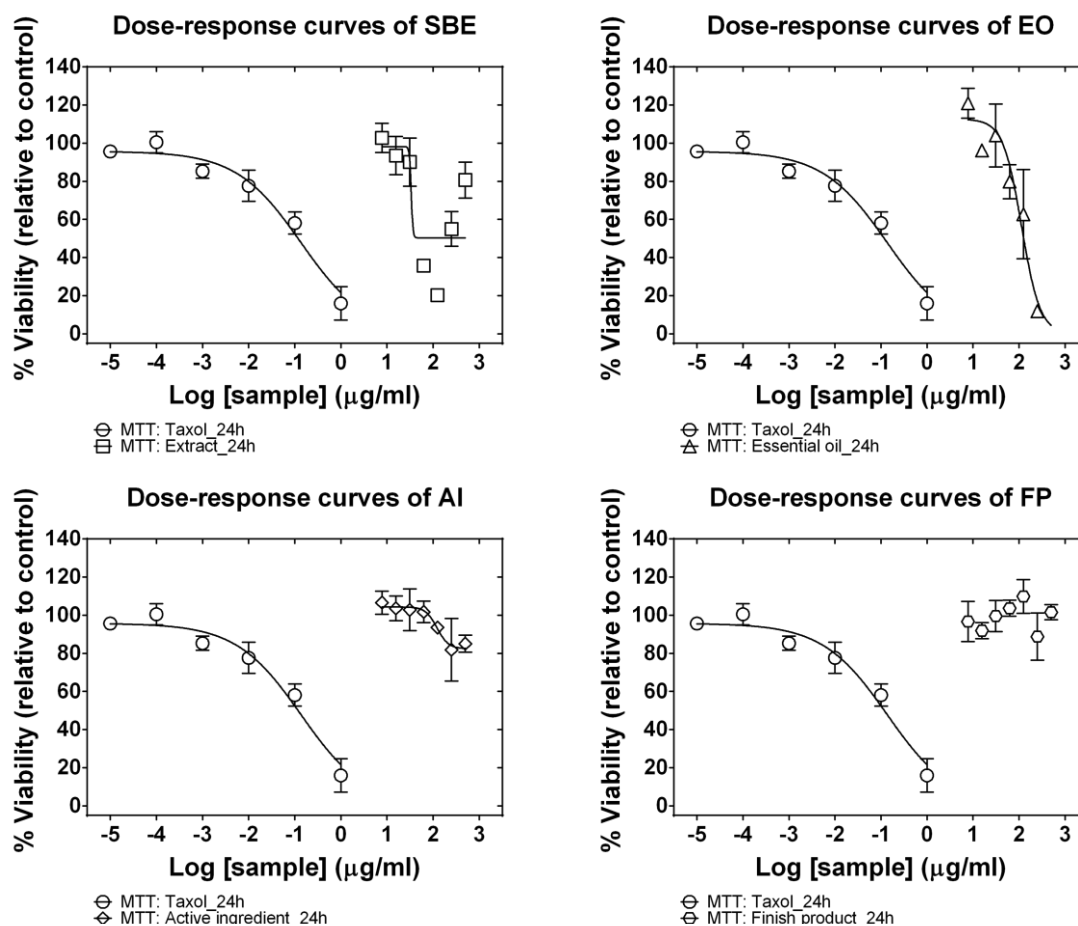 Dose-response curves of SBE
% Viability (relative to control)
140
120
100
80
60
40
20
0
-5 -4 -3 -2 -1 0 1 2 3
Log [sample] (μg/ml)
MTT: Taxol_24h
MTT: Extract_24h
Dose-response curves of EO
% Viability (relative to control)
140
120
100
80
60
40
20
0
-5 -4 -3 -2 -1 0 1 2 3
Log [sample] (μg/ml)
MTT: Taxol_24h
MTT: Essential oil_24h
Dose-response curves of AI
% Viability (relative to control)
140
120
100
80
60
40
20
0
-5 -4 -3 -2 -1 0 1 2 3
Log [sample] (μg/ml)
MTT: Taxol_24h
MTT: Active ingredient_24h
Dose-response curves of FP
% Viability (relative to control)
140
120
100
80
60
40
20
0
-5 -4 -3 -2 -1 0 1 2 3
Log [sample] (μg/ml)
MTT: Taxol_24h
MTT: Finish product_24h